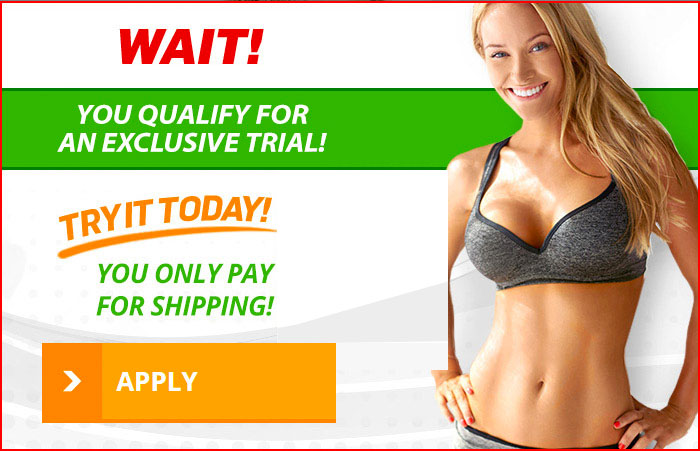 WAIT!
YOU QUALIFY FOR
AN EXCLUSIVE TRIAL!
TRY IT TODAY!
YOU ONLY PAY
FOR SHIPPING!
APPLY